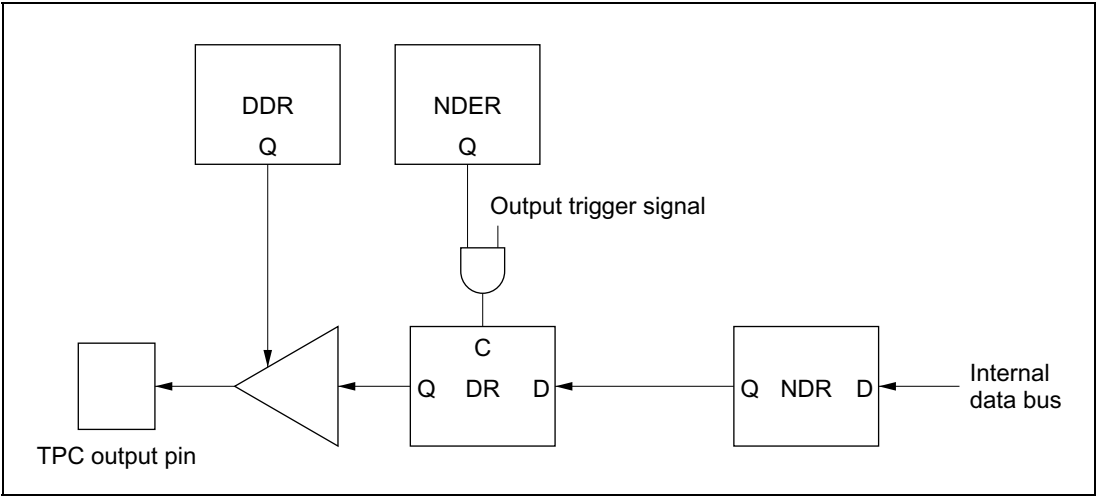 DDR
Q
NDER
Q
Output trigger signal
C
Q DR D
Q NDR D
Internal
data bus
TPC output pin